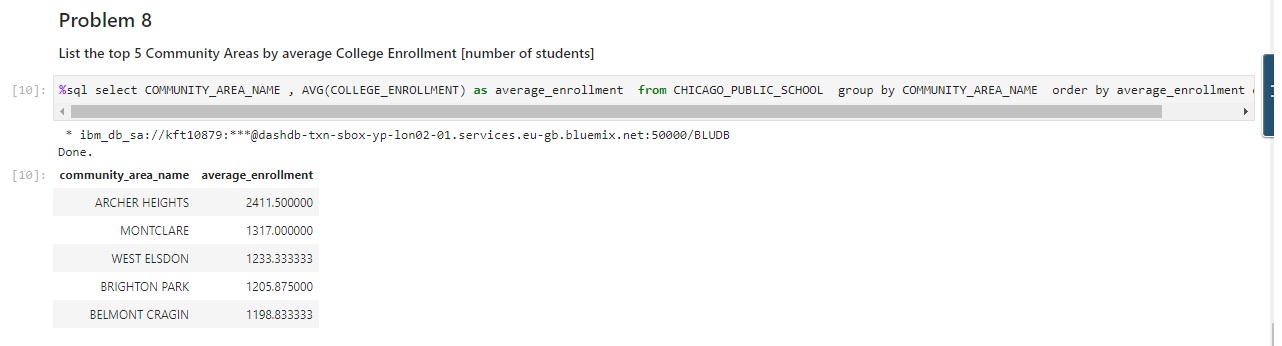 Problem 8
List the top 5 Community Areas by average College Enrollment [number of students]
[10]: %sql select COMMUNITY_AREA_NAME , AVG(COLLEGE_ENROLLMENT) as average_enrollment from CHICAGO_PUBLIC_SCHOOL group by COMMUNITY_AREA_NAME order by average_enrollment
* ibm_db_sa://kft10879:***@dashdb-txn-sbox-yp-lon02-01.services.eu-gb.bluemix.net:50000/BLUDB
Done.
[10]: community_area_name average_enrollment
ARCHER HEIGHTS 2411.500000
MONTCLARE 1317.000000
WEST ELSDON 1233.333333
BRIGHTON PARK 1205.875000
BELMONT CRAGIN 1198.833333